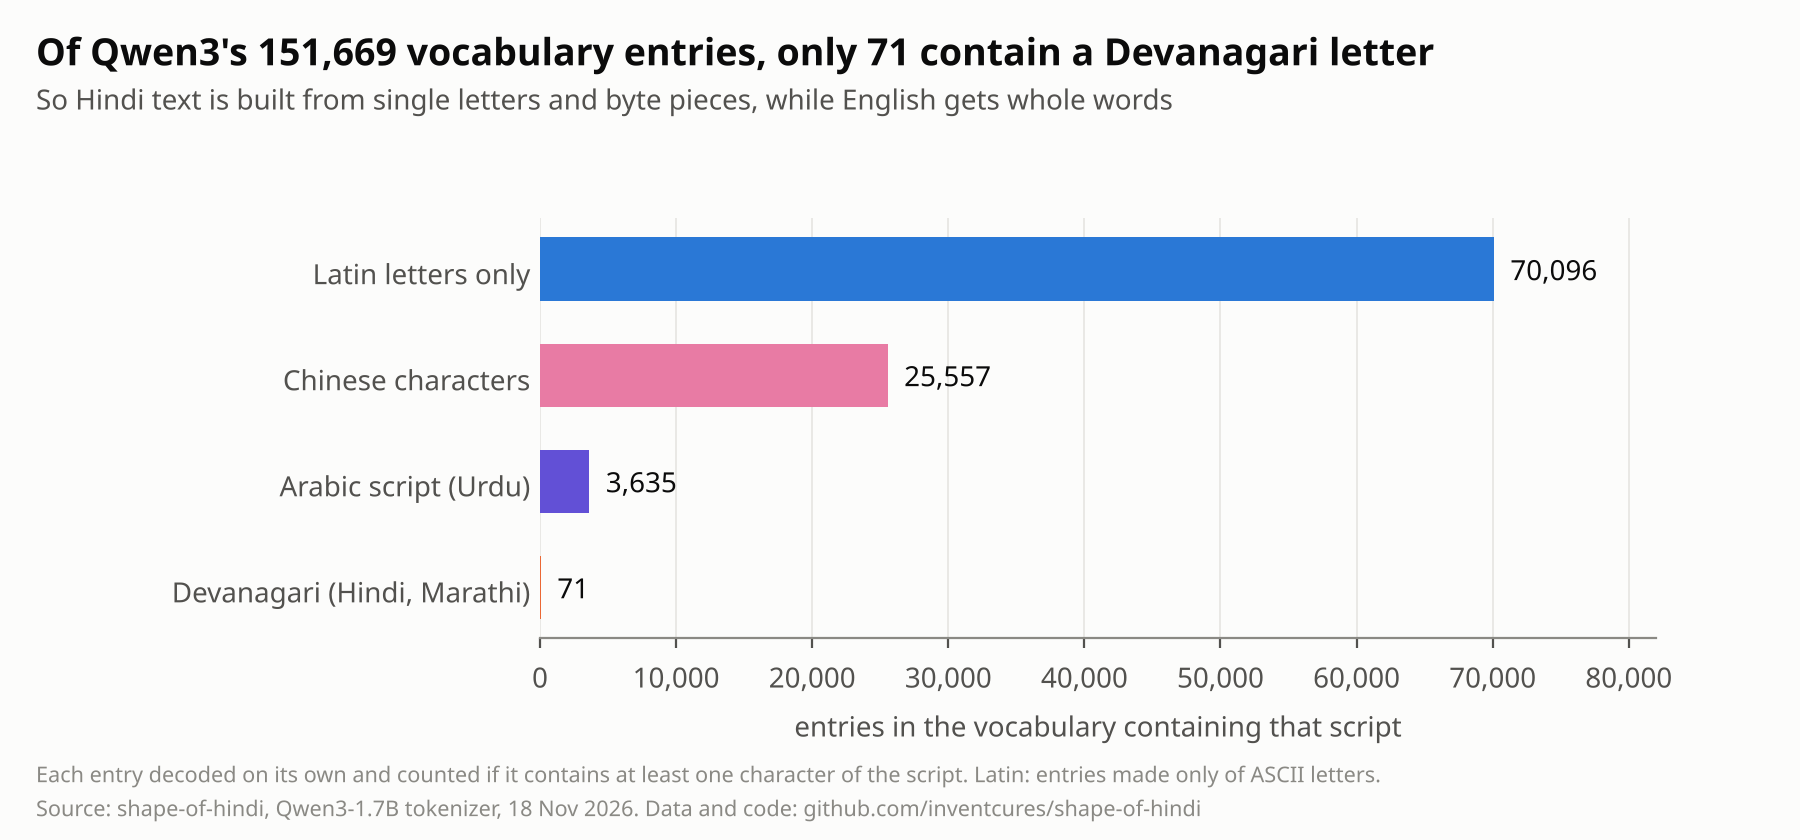 Of Qwen3's 151,669 vocabulary entries, only 71 contain a Devanagari letter
So Hindi text is built from single letters and byte pieces, while English gets whole words
Latin letters only
70,096
Chinese characters
25,557
Arabic script (Urdu)
3,635
Devanagari (Hindi, Marathi)
71
0 10,000 20,000 30,000 40,000 50,000 60,000 70,000 80,000
entries in the vocabulary containing that script
Each entry decoded on its own and counted if it contains at least one character of the script. Latin: entries made only of ASCII letters.
Source: shape-of-hindi, Qwen3-1.7B tokenizer, 18 Nov 2026. Data and code: github.com/inventcures/shape-of-hindi